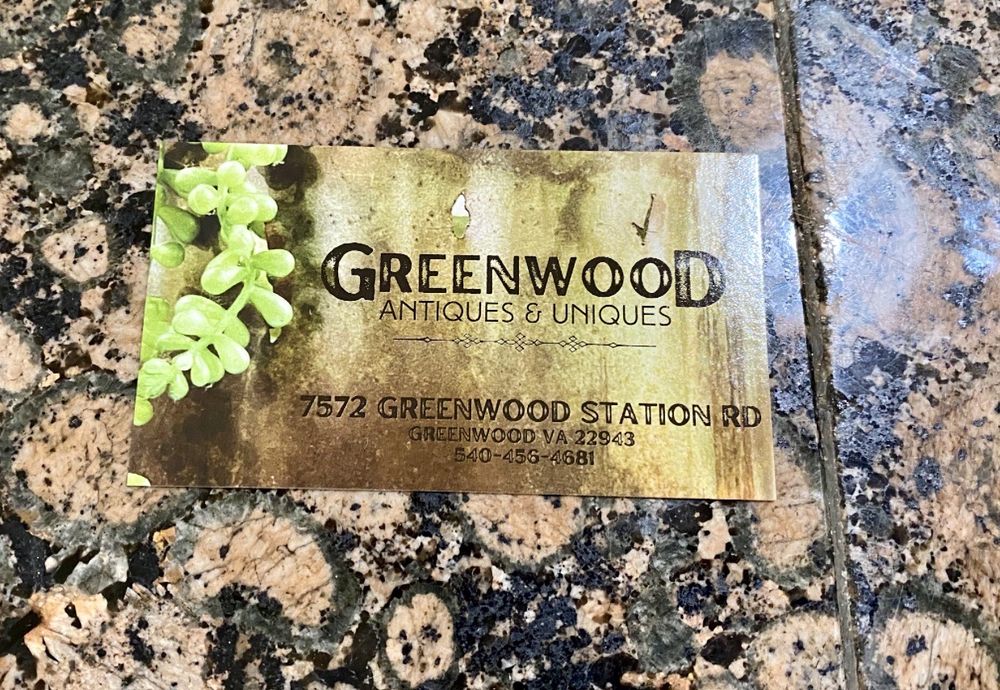 GREENWOOD
ANTIQUES & UNIQUES
7572 GREENWOOD STATION RD
GREENWOOD VA 22943
540-456-4681